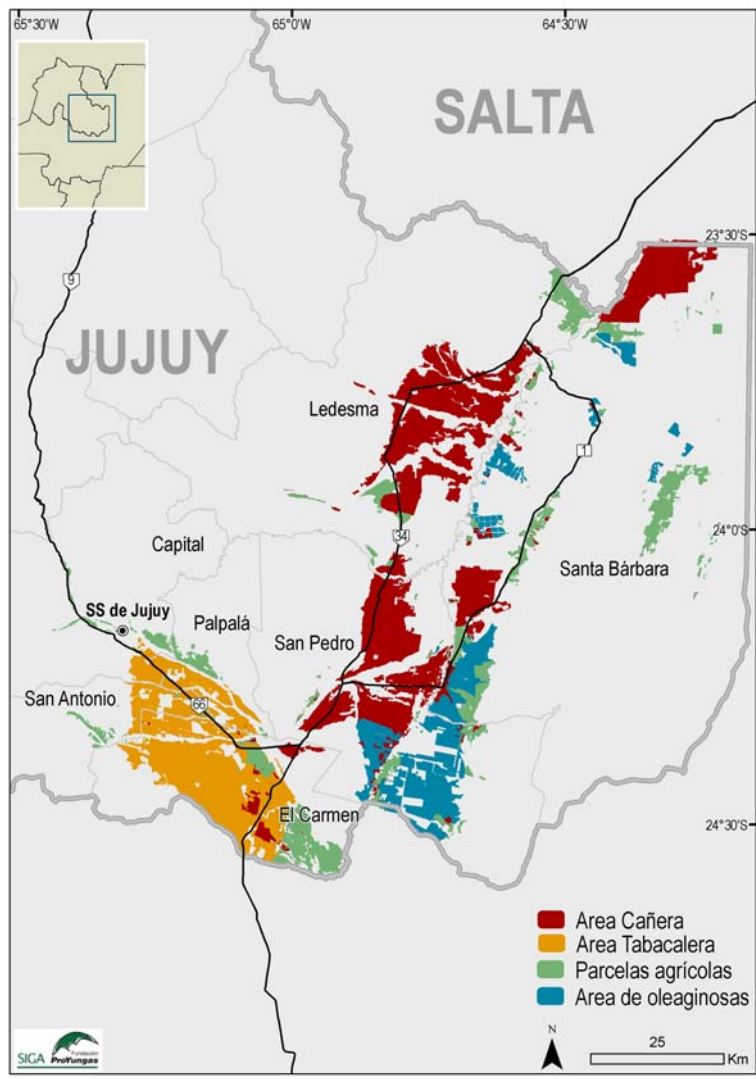 65°30'W
65°0'W
64°30'W
SALTA
23°30'S
9
JUJUY
Ledesma
1
34
24°0'S
Capital
Santa Bárbara
SS de Jujuy
Palpalá
San Pedro
San Antonio
66
El Carmen
24°30'S
Area Cañera
Area Tabacalera
Parcelas agrícolas
Area de oleaginosas
N
25
Km
SIGA
Fundación
ProYungas